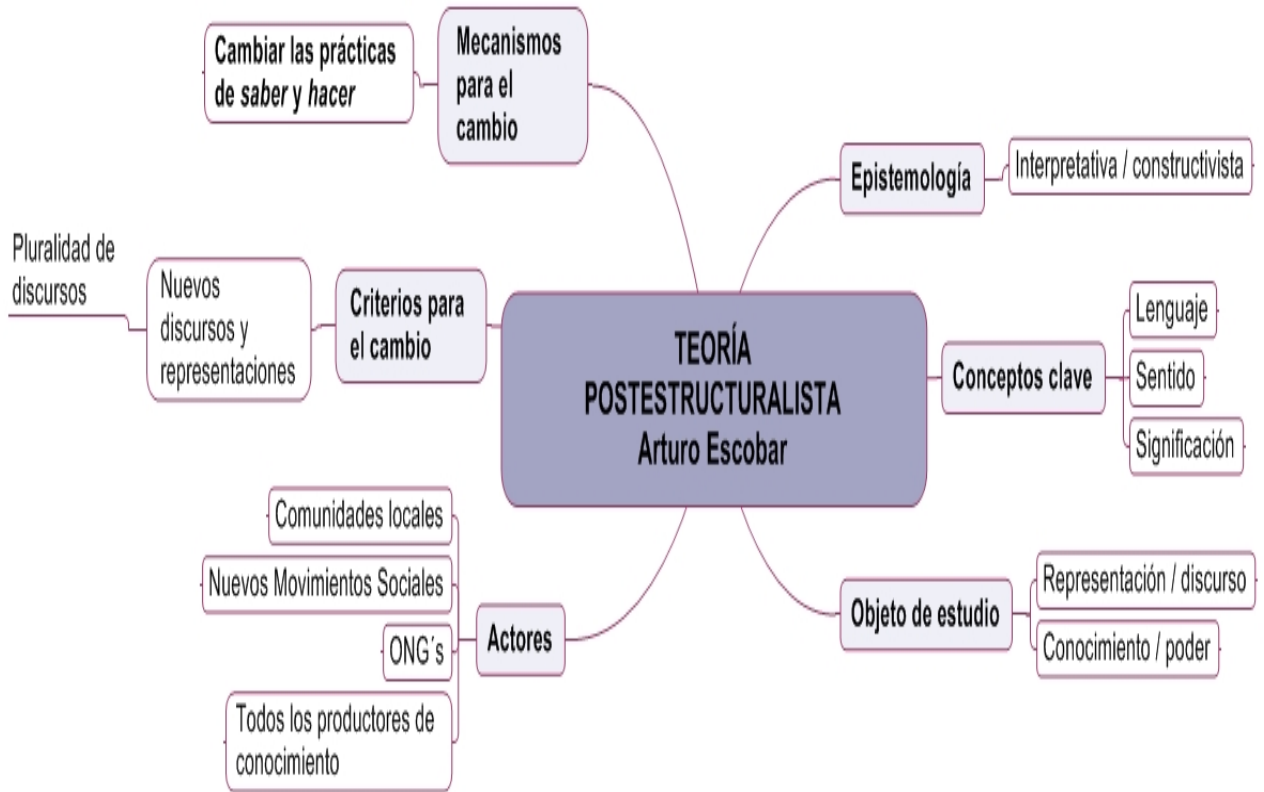 Cambiar las prácticas
de saber y hacer
Mecanismos
para el
cambio
Epistemología
Interpretativa / constructivista
Pluralidad de
discursos
Nuevos
discursos y
representaciones
Criterios para
el cambio
TEORÍA
POSTESTRUCTURALISTA
Arturo Escobar
Conceptos clave
Lenguaje
Sentido
Significación
Comunidades locales
Nuevos Movimientos Sociales
ONG´s
Todos los productores de
conocimiento
Actores
Objeto de estudio
Representación / discurso
Conocimiento / poder